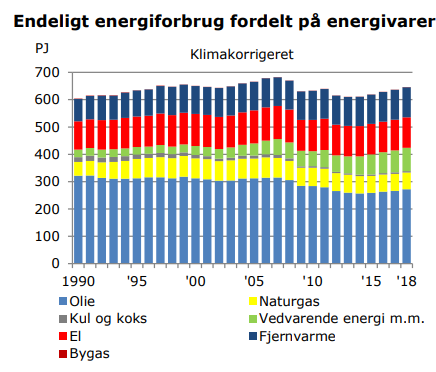 Endeligt energiforbrug fordelt på energivarer
PJ
Klimakorrigeret
700
600
500
400
300
200
100
0
1990 '95 '00 '05 '10 '15 '18
Olie Naturgas
Kul og koks Vedvarende energi m.m.
El Fjernvarme
Bygas